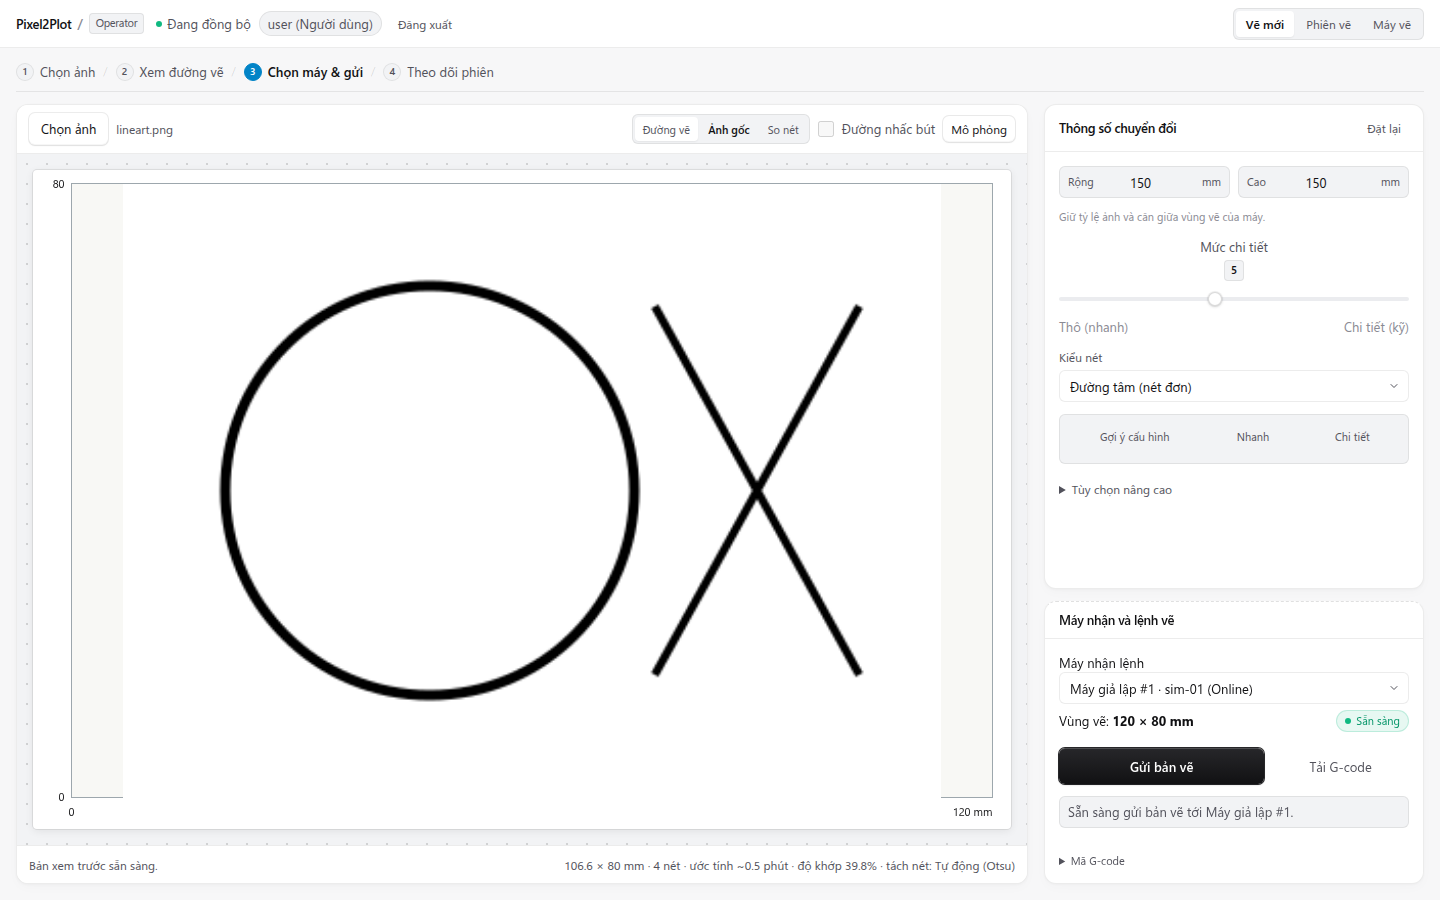 Pixel2Plot / Operator Đang đồng bộ user (Người dùng) Đăng xuất Vẽ mới Phiên vẽ Máy vẽ
1 Chọn ảnh / 2 Xem đường vẽ / 3 Chọn máy & gửi / 4 Theo dõi phiên
Chọn ảnh lineart.png Đường vẽ Ảnh gốc So nét Đường nhấc bút Mô phỏng
80
0
0 120 mm
Bản xem trước sẵn sàng. 106.6 × 80 mm · 4 nét · ước tính ~0.5 phút · độ khớp 39.8% · tách nét: Tự động (Otsu)
Thông số chuyển đổi Đặt lại
Rộng 150 mm Cao 150 mm
Giữ tỷ lệ ảnh và căn giữa vùng vẽ của máy.
Mức chi tiết
5
Thô (nhanh) Chi tiết (kỹ)
Kiểu nét
Đường tâm (nét đơn)
Gợi ý cấu hình Nhanh Chi tiết
Tùy chọn nâng cao
Máy nhận và lệnh vẽ
Máy nhận lệnh
Máy giả lập #1 · sim-01 (Online)
Vùng vẽ: 120 × 80 mm Sẵn sàng
Gửi bản vẽ Tải G-code
Sẵn sàng gửi bản vẽ tới Máy giả lập #1.
Mã G-code